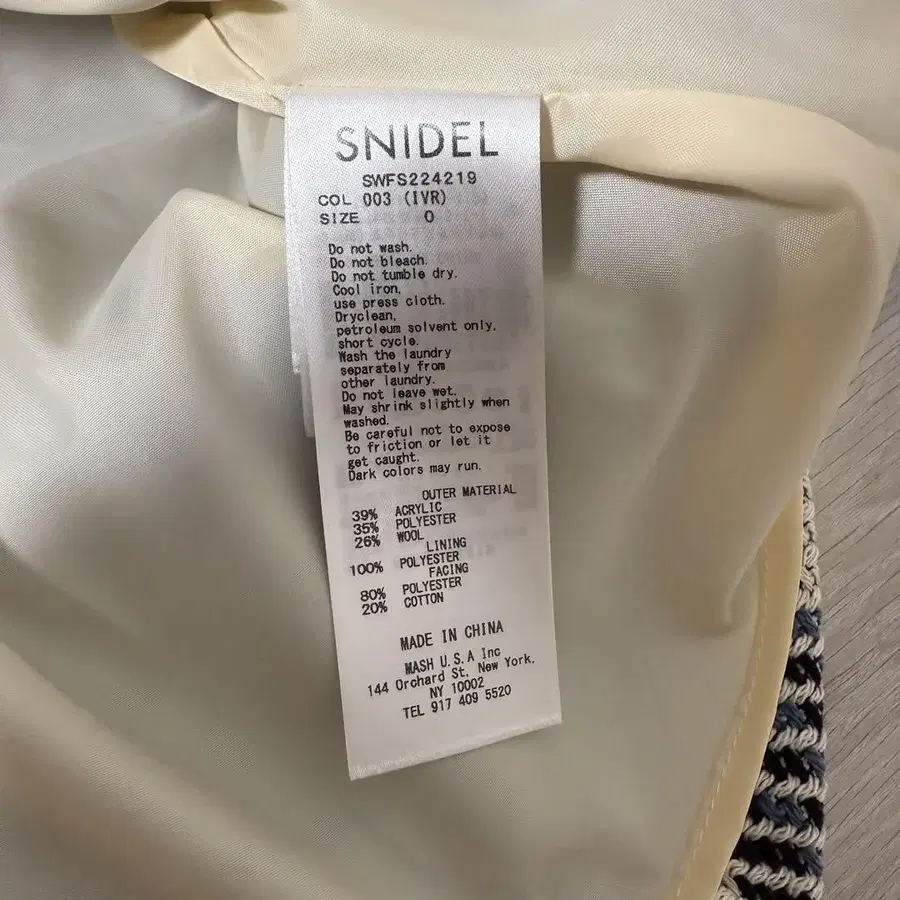 SNIDEL
SWFS224219
COL 003 (IVR)
SIZE 0
Do not wash.
Do not bleach.
Do not tumble dry.
Cool iron,
use press cloth.
Dryclean,
petroleum solvent only.
short cycle.
Wash the laundry
separately from
other laundry.
Do not leave wet.
May shrink slightly when
washed.
Be careful not to expose
to friction or let it
get caught.
Dark colors may run.
OUTER MATERIAL
39% ACRYLIC
35% POLYESTER
26% WOOL
LINING
100% POLYESTER
FACING
80% POLYESTER
20% COTTON
MADE IN CHINA
MASH U.S.A Inc
144 Orchard St, New York,
NY 10002
TEL 917 409 5520